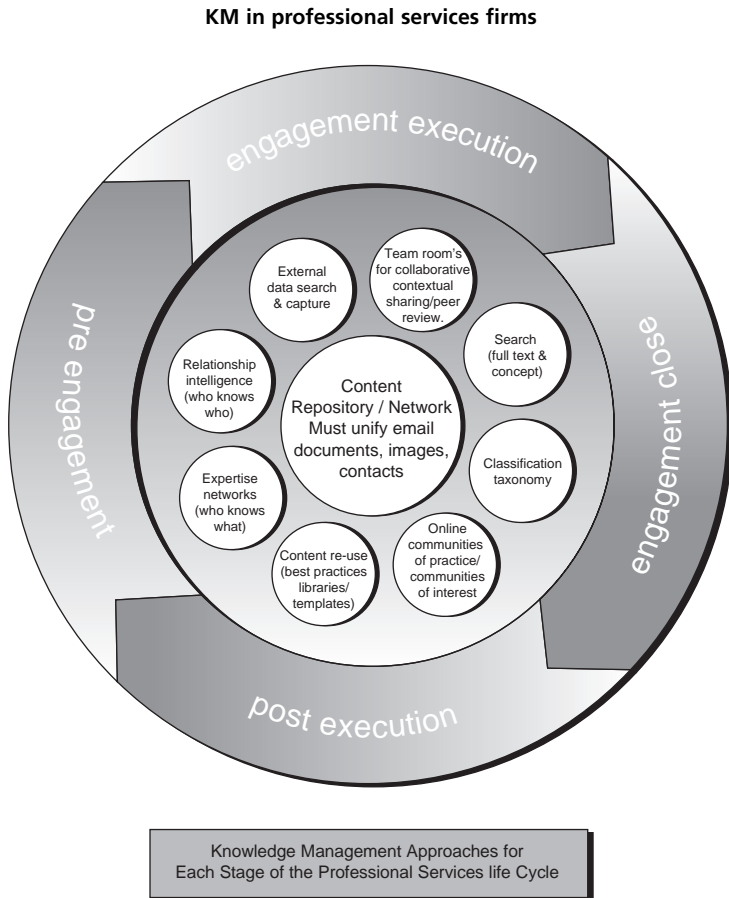 KM in professional services firms
engagement execution
pre engagement
engagement close
post execution
External
data search
& capture
Team room's
for collaborative
contextual
sharing/peer
review.
Search
(full text &
concept)
Classification
taxonomy
Online
communities
of practice/
communities
of interest
Content re-use
(best practices
libraries/
templates)
Expertise
networks
(who knows
what)
Relationship
intelligence
(who knows
who)
Content
Repository / Network
Must unify email
documents, images,
contacts
Knowledge Management Approaches for
Each Stage of the Professional Services life Cycle